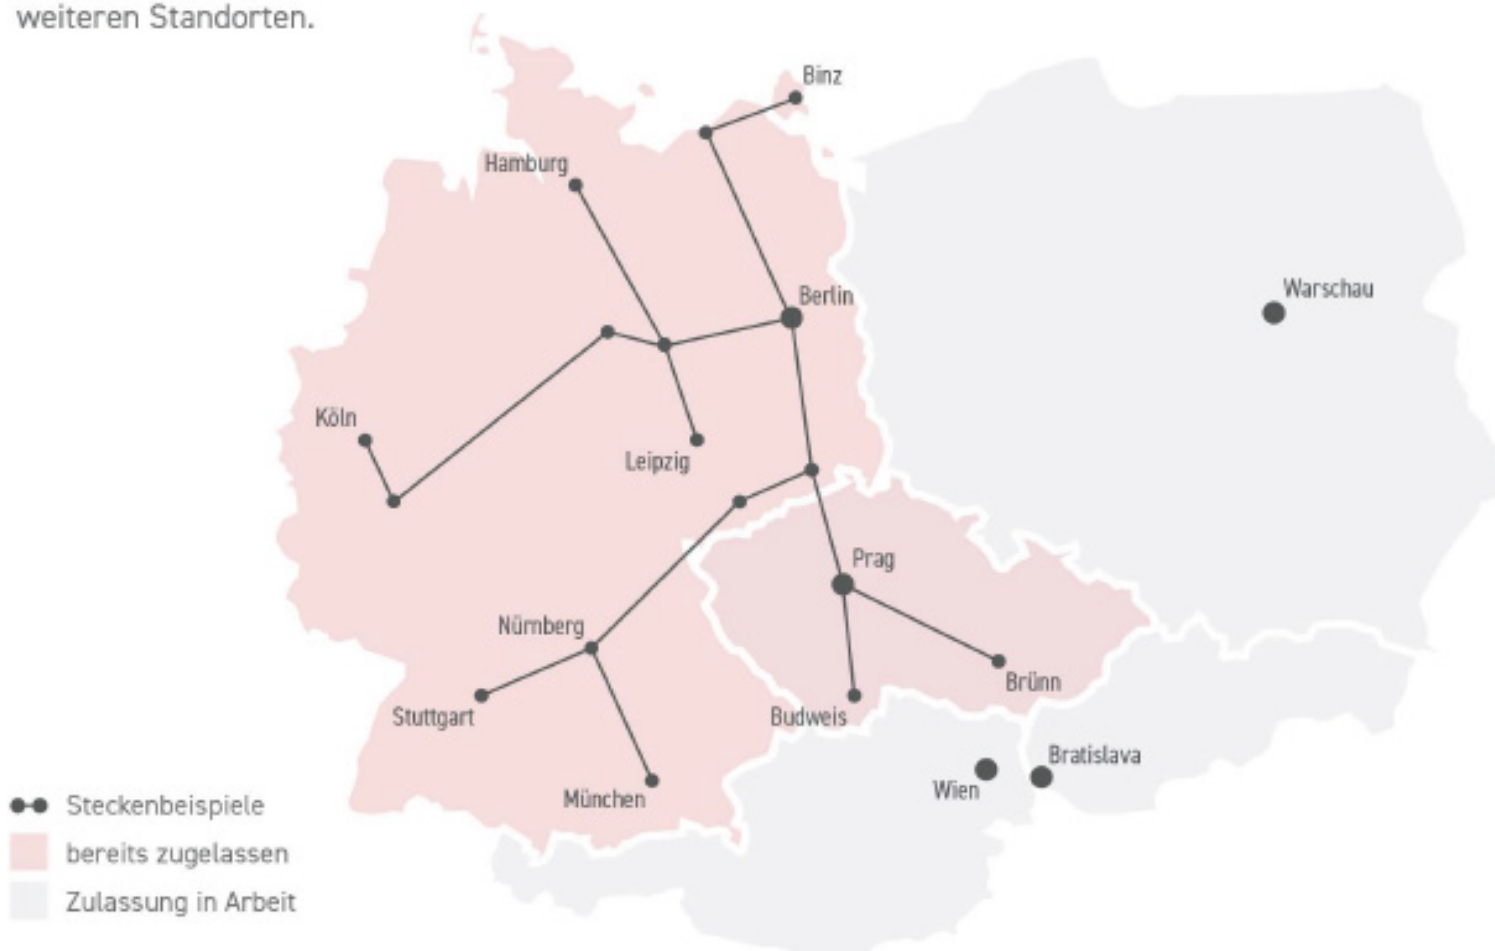 weiteren Standorten.
Binz
Hamburg
Berlin
Warschau
Köln
Leipzig
Prag
Nürnberg
Brünn
Stuttgart
Budweis
Bratislava
Wien
München
Steckenbeispiele
bereits zugelassen
Zulassung in Arbeit